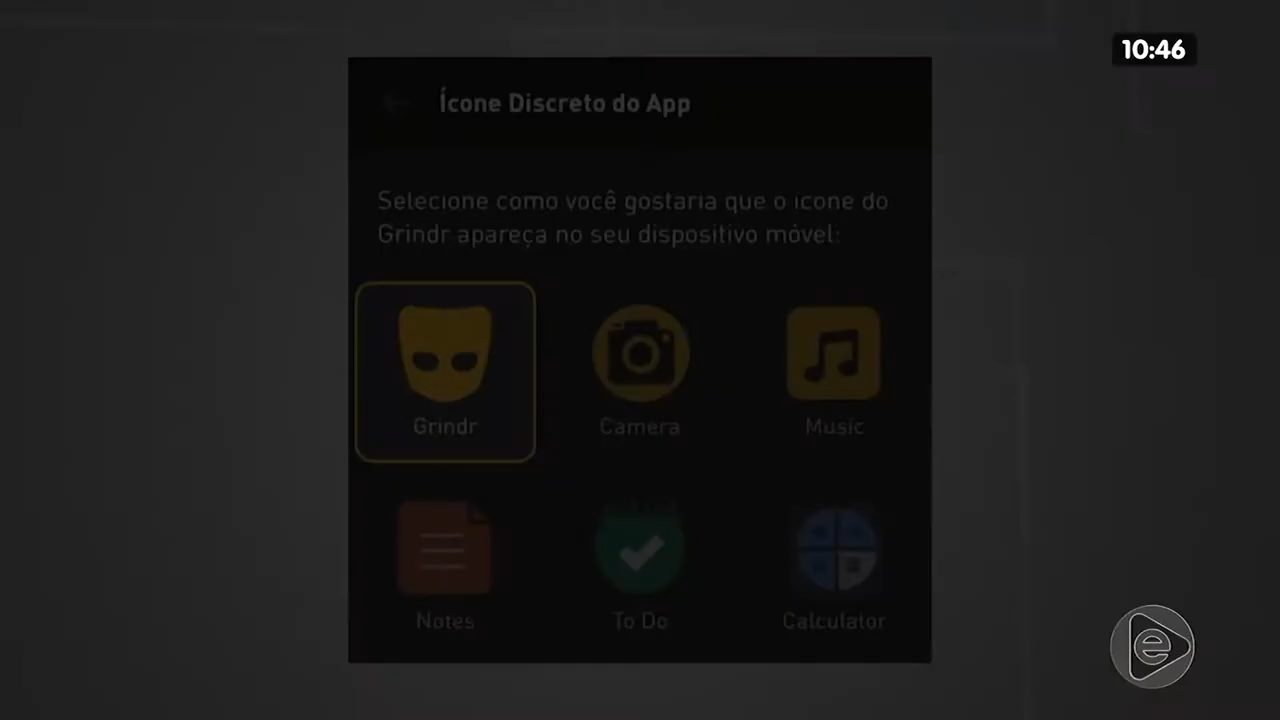 10:46
Ícone Discreto do App
Selecione como você gostaria que o ícone do
Grindr apareça no seu dispositivo móvel:
Grindr
Camera
Music
Notes
To Do
Calculator
e